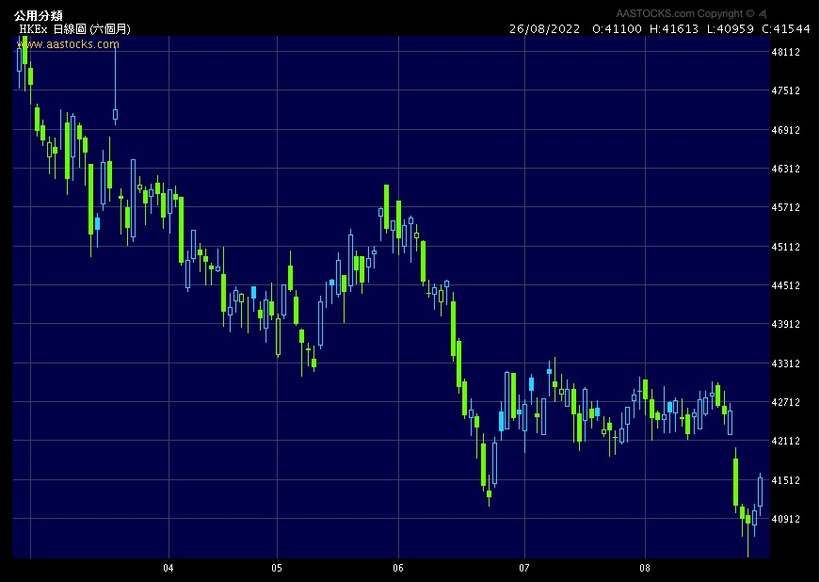 公用分類
AASTOCKS.com Copyright ©
HKEx 日線圖(六個月)
26/08/2022 O:41100 H:41613 L:40959 C:41544
www.aastocks.com
48112
47512
46912
46312
45712
45112
44512
43912
43312
42712
42112
41512
40912
04 05 06 07 08